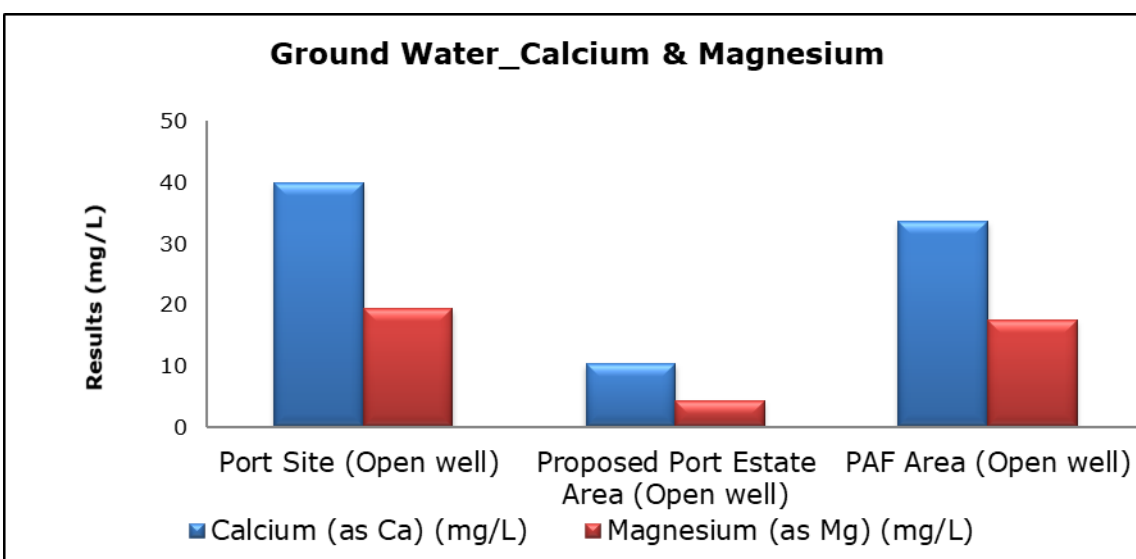 Ground Water_Calcium & Magnesium
Results (mg/L)
50
40
30
20
10
0
Port Site (Open well)
Proposed Port Estate
Area (Open well)
PAF Area (Open well)
Calcium (as Ca) (mg/L)
Magnesium (as Mg) (mg/L)